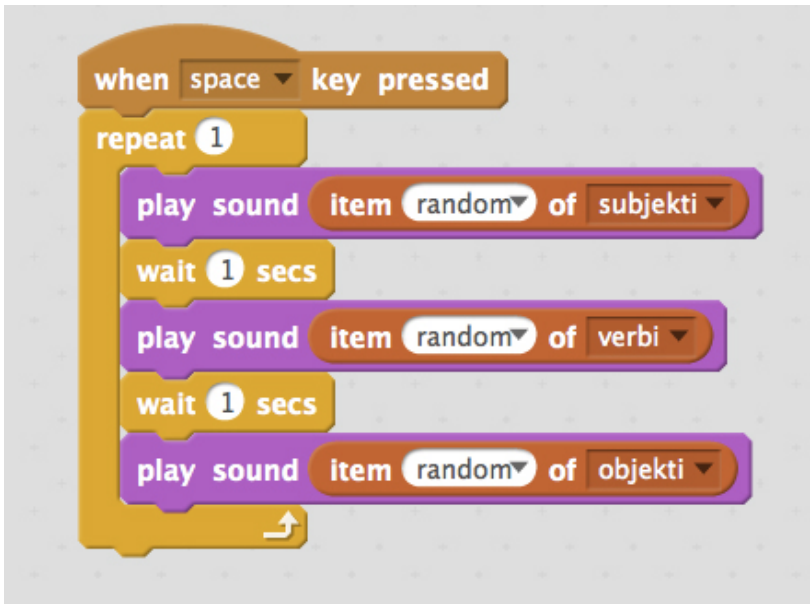 when space key pressed
repeat 1
play sound item random of subjekti
wait 1 secs
play sound item random of verbi
wait 1 secs
play sound item random of objekti